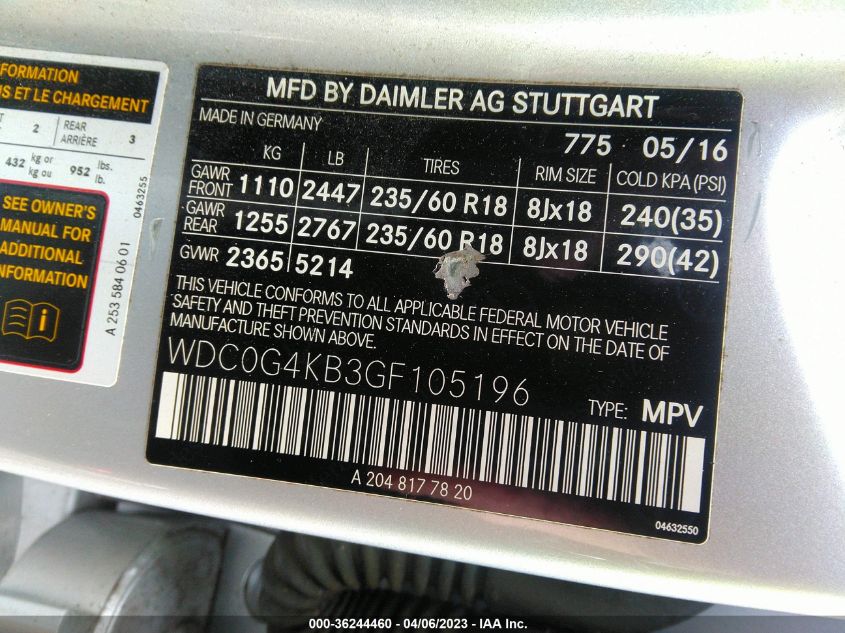 FORMATION
NS ET LE CHARGEMENT
2 REAR ARRIÈRE 3
432 kg or kg ou 952 lbs. lb.
0463255
SEE OWNER'S
MANUAL FOR
ADDITIONAL
INFORMATION
A 253 584 06 01
MFD BY DAIMLER AG STUTTGART
MADE IN GERMANY 775 05/16
KG LB TIRES RIM SIZE COLD KPA (PSI)
GAWR FRONT 1110 2447 235/60 R18 8Jx18 240(35)
GAWR REAR 1255 2767 235/60 R18 8Jx18 290(42)
GVWR 2365 5214
THIS VEHICLE CONFORMS TO ALL APPLICABLE FEDERAL MOTOR VEHICLE
SAFETY AND THEFT PREVENTION STANDARDS IN EFFECT ON THE DATE OF
MANUFACTURE SHOWN ABOVE.
WDC0G4KB3GF105196
TYPE: MPV
A 204 817 78 20
04632550
000-36244460 - 04/06/2023 - IAA Inc.